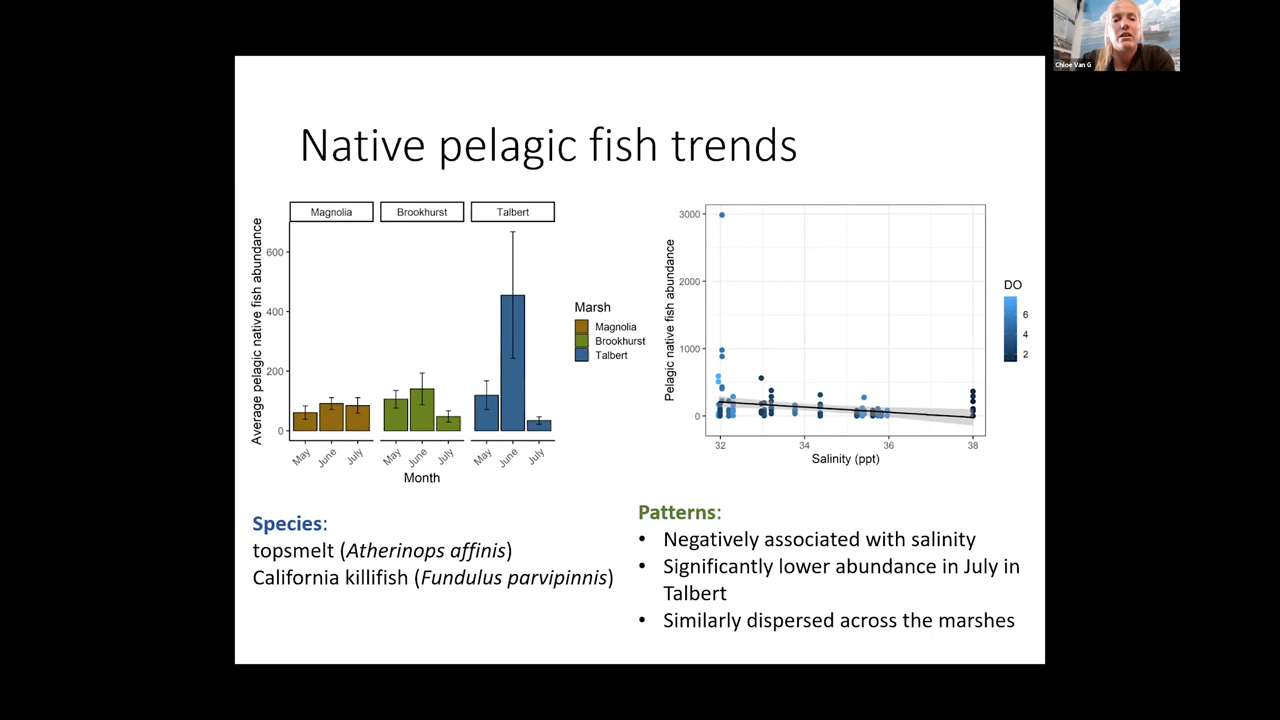 Chloe Van G
Native pelagic fish trends
Magnolia
Brookhurst
Talbert
Average pelagic native fish abundance
600
400
200
0
May
June
July
May
June
July
May
June
July
Month
Marsh
Magnolia
Brookhurst
Talbert
Pelagic native fish abundance
3000
2000
1000
0
32
34
36
38
Salinity (ppt)
DO
6
4
2
Species:
topsmelt (Atherinops affinis)
California killifish (Fundulus parvipinnis)
Patterns:
• Negatively associated with salinity
• Significantly lower abundance in July in
Talbert
• Similarly dispersed across the marshes